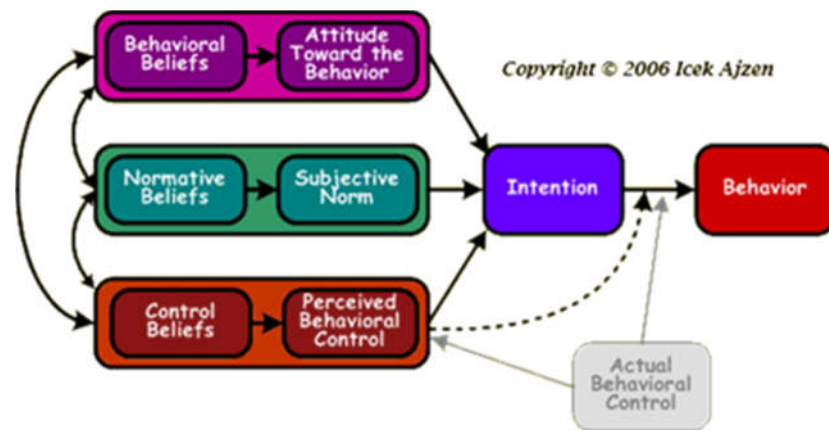 Behavioral
Beliefs
Attitude
Toward the
Behavior
Copyright © 2006 Icek Ajzen
Normative
Beliefs
Subjective
Norm
Intention
Behavior
Control
Beliefs
Perceived
Behavioral
Control
Actual
Behavioral
Control